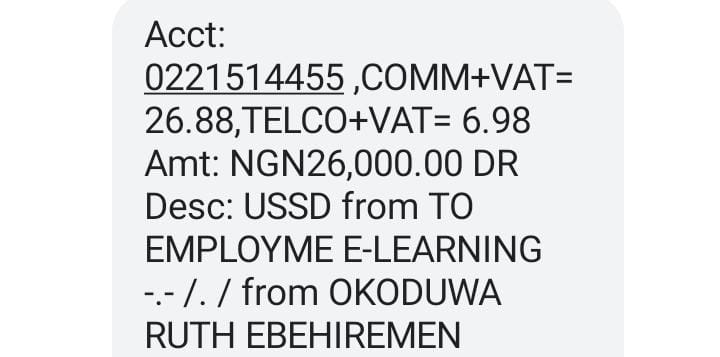 Acct:
0221514455 ,COMM+VAT=
26.88,TELCO+VAT= 6.98
Amt: NGN26,000.00 DR
Desc: USSD from TO
EMPLOYME E-LEARNING
-.- /. / from OKODUWA
RUTH EBEHIREMEN